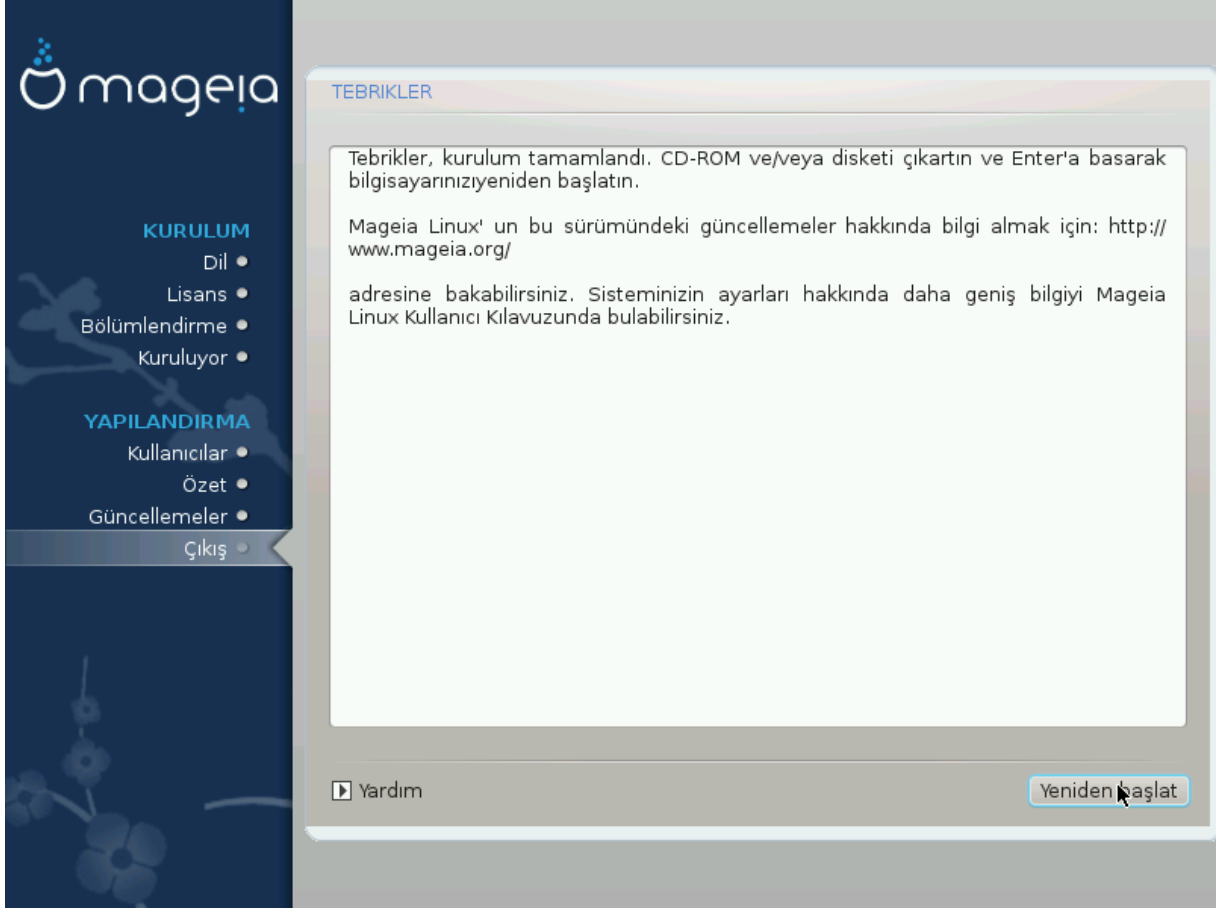 mageia
KURULUM
Dil
Lisans
Bölümlendirme
Kuruluyor
YAPILANDIRMA
Kullanıcılar
Özet
Güncellemeler
Çıkış
TEBRIKLER
Tebrikler, kurulum tamamlandı. CD-ROM ve/veya disketi çıkartın ve Enter'a basarak
bilgisayarınızıyeniden başlatın.
Mageia Linux' un bu sürümündeki güncellemeler hakkında bilgi almak için: http://
www.mageia.org/
adresine bakabilirsiniz. Sisteminizin ayarları hakkında daha geniş bilgiyi Mageia
Linux Kullanıcı Kılavuzunda bulabilirsiniz.
Yardım
Yeniden başlat